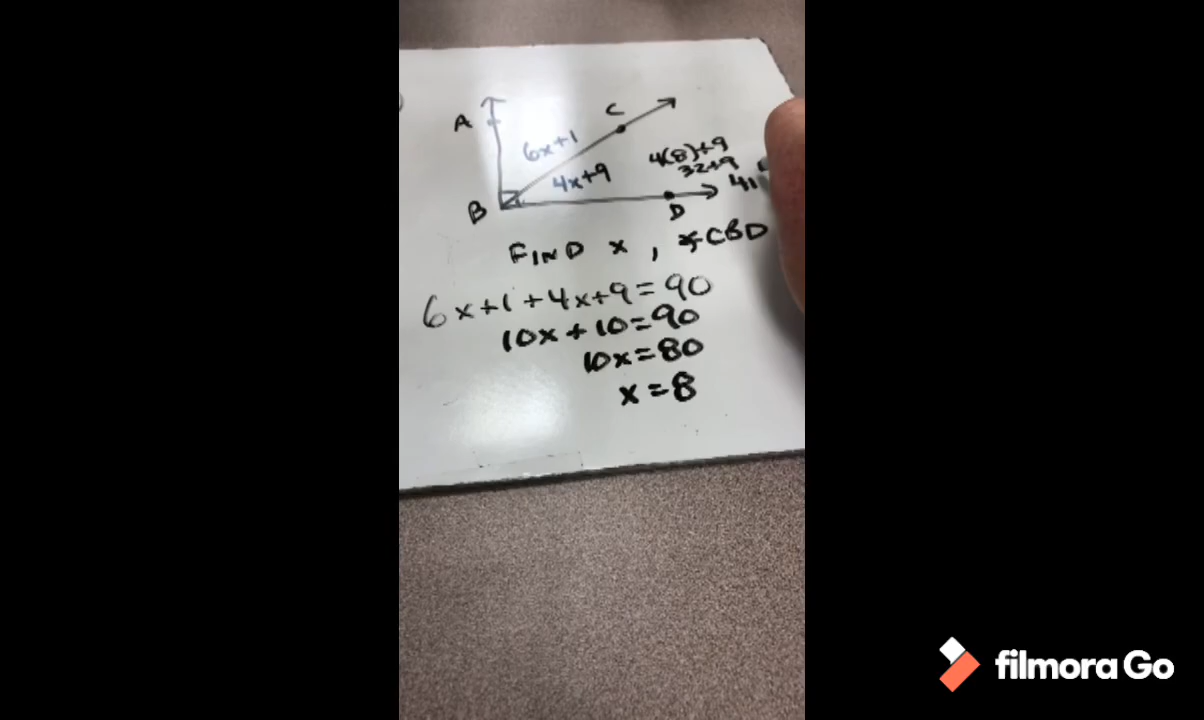 A
C
6x+1
4x+9
4(8)+9
32+9
41
B
D
FIND x, ∢CBD
6x+1+4x+9=90
10x+10=90
10x=80
x=8
filmora Go